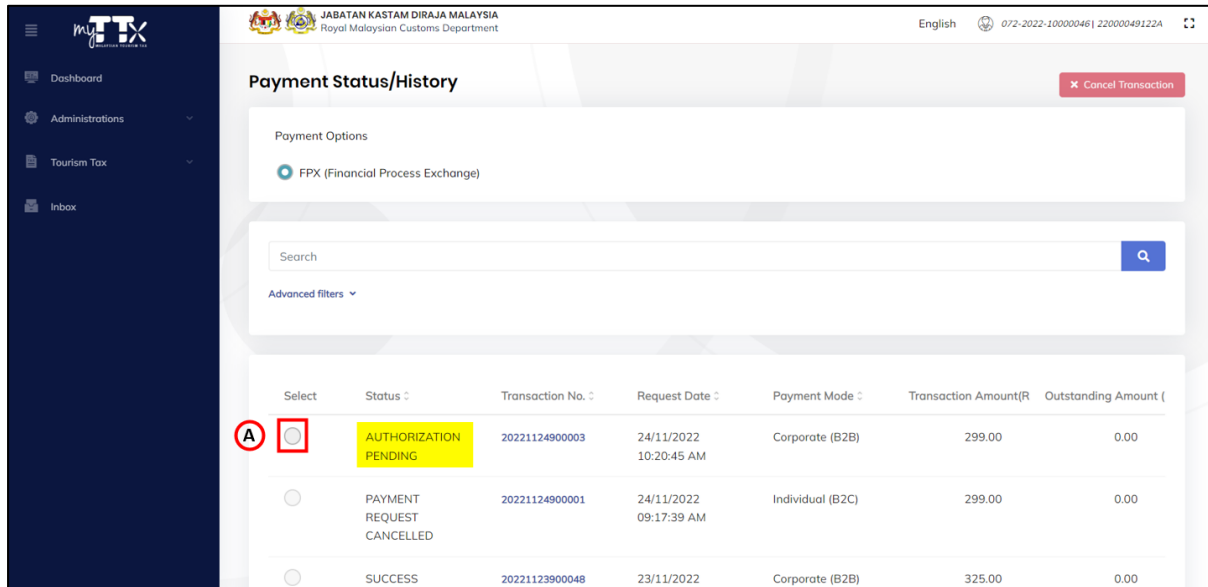 myTTX
MALAYSIAN TOURISM TAX
JABATAN KASTAM DIRAJA MALAYSIA
Royal Malaysian Customs Department
English
072-2022-10000046| 22000049122A
Dashboard
Administrations
Tourism Tax
Inbox
Payment Status/History
Cancel Transaction
Payment Options
FPX (Financial Process Exchange)
Search
Advanced filters
Select Status Transaction No. Request Date Payment Mode Transaction Amount(R Outstanding Amount (
A
AUTHORIZATION 20221124900003 24/11/2022 Corporate (B2B) 299.00 0.00
PENDING 10:20:45 AM
PAYMENT 20221124900001 24/11/2022 Individual (B2C) 299.00 0.00
REQUEST 09:17:39 AM
CANCELLED
SUCCESS 20221123900048 23/11/2022 Corporate (B2B) 325.00 0.00